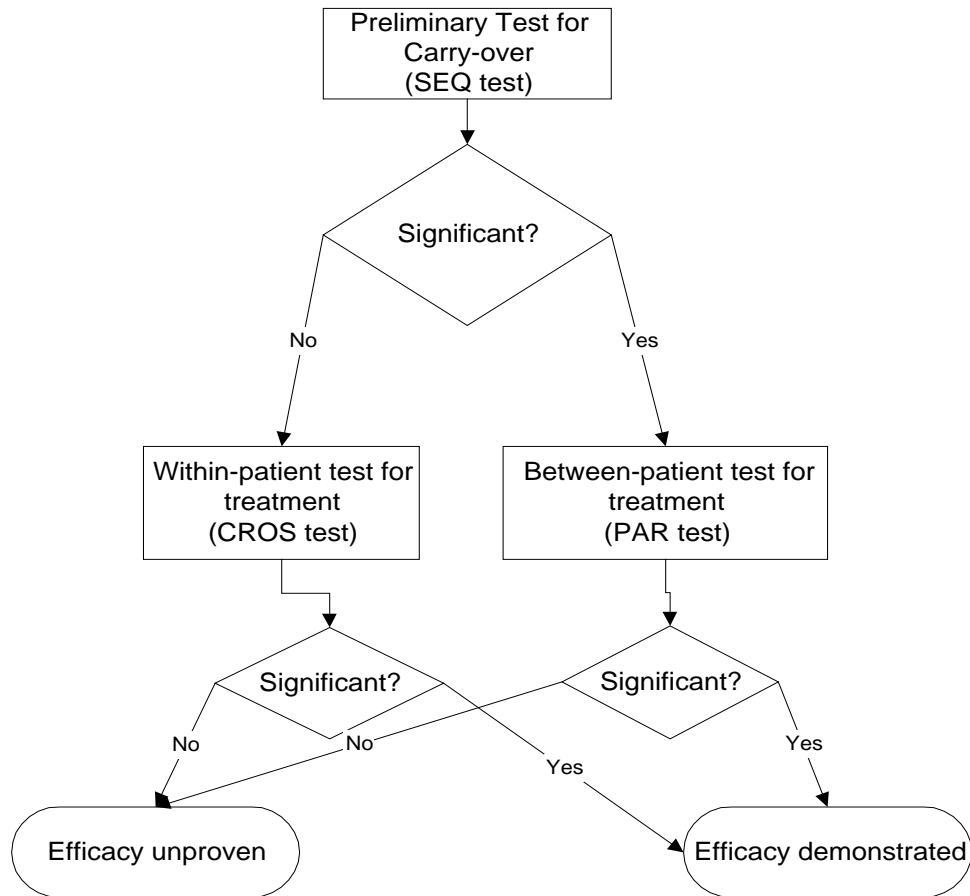 Preliminary Test for
Carry-over
(SEQ test)
Significant?
No
Yes
Within-patient test for
treatment
(CROS test)
Between-patient test for
treatment
(PAR test)
Significant?
Significant?
No
No
Yes
Yes
Efficacy unproven
Efficacy demonstrated